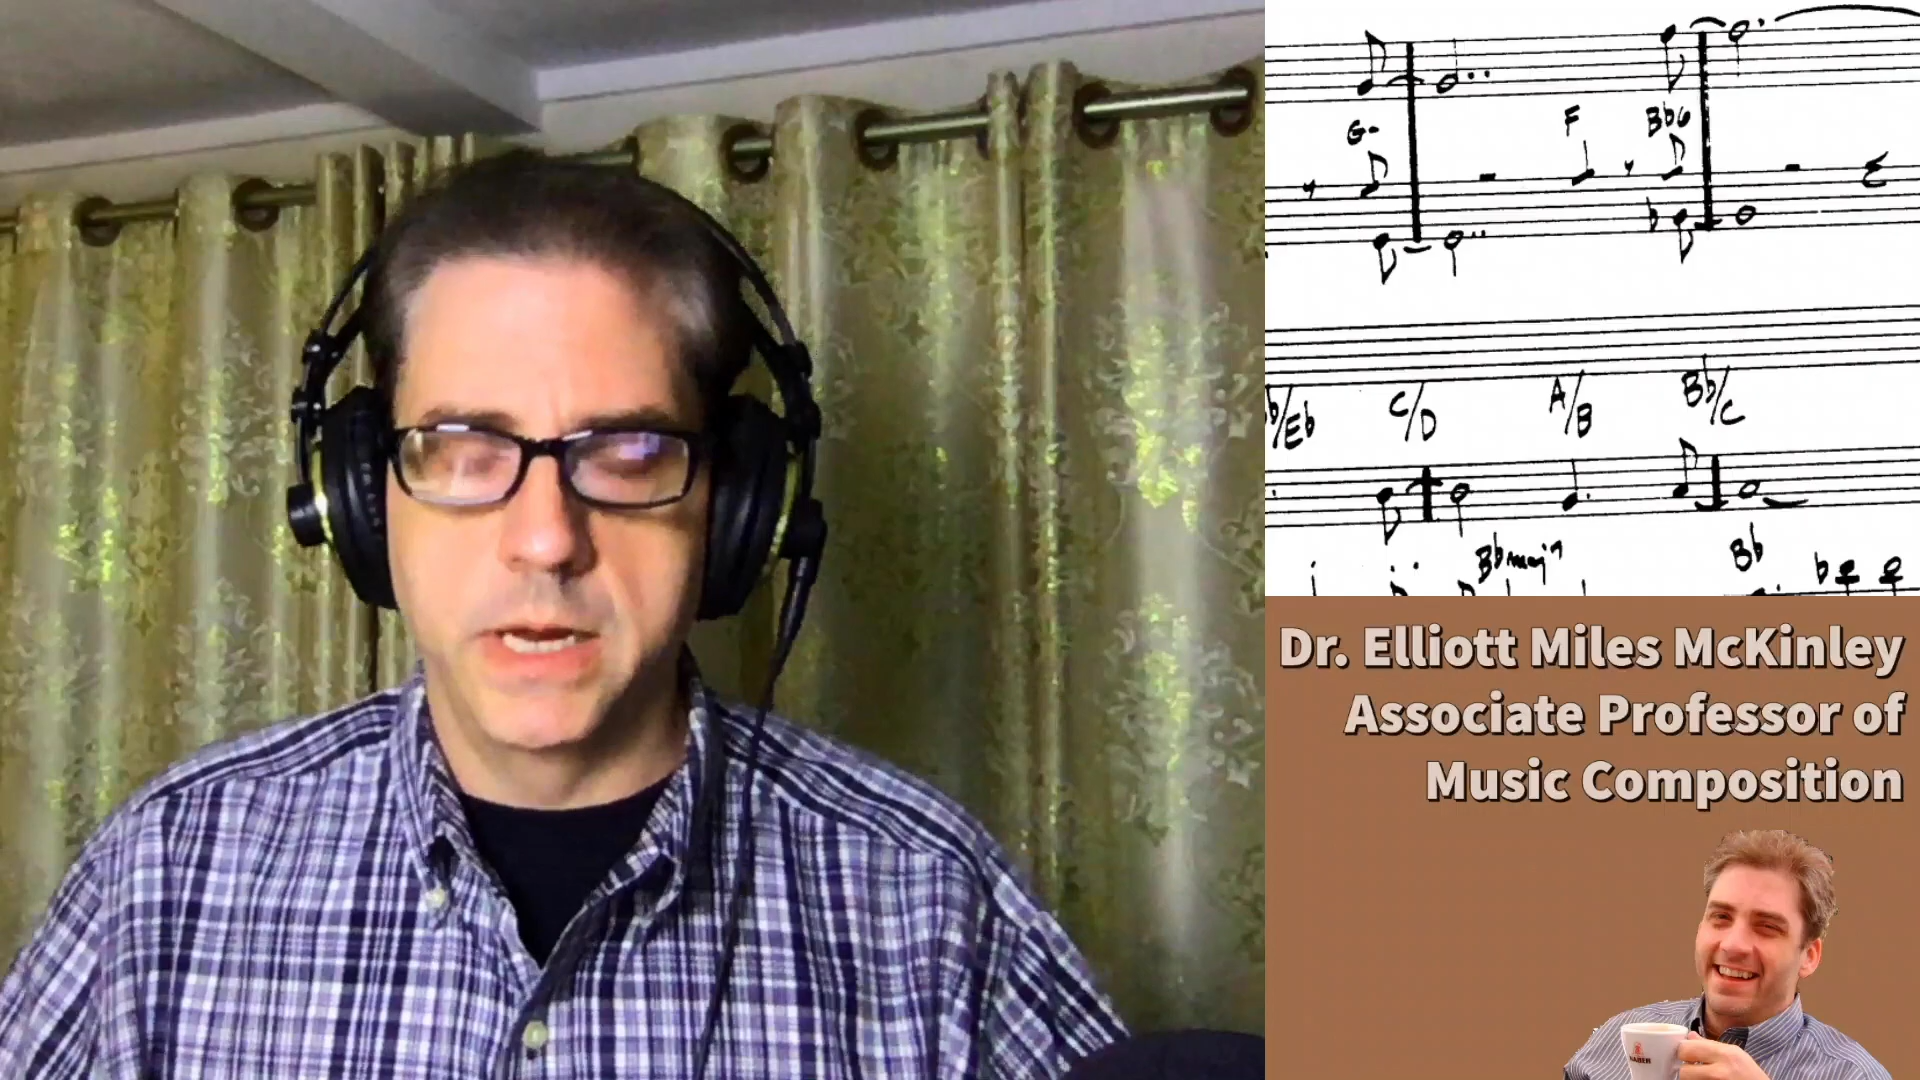 G- F Bb6
b/Eb C/D A/B Bb/C
Bbmaj7 Bb
Dr. Elliott Miles McKinley
Associate Professor of
Music Composition